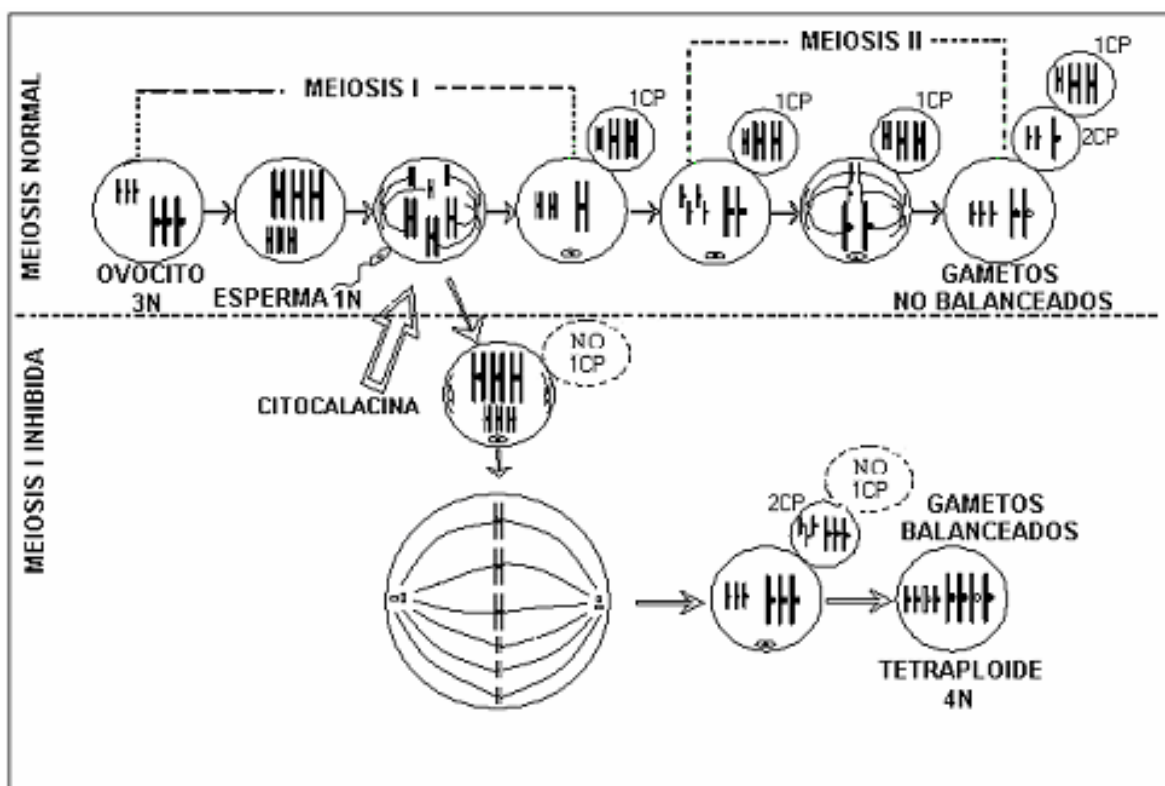 MEIOSIS NORMAL
MEIOSIS I
MEIOSIS II
1CP
1CP
1CP
1CP
2CP
OVOCITO
3N
ESPERMA 1N
GAMETOS
NO BALANCEADOS
MEIOSIS I INHIBIDA
CITOCALACINA
NO
1CP
NO
1CP
2CP
GAMETOS
BALANCEADOS
TETRAPLOIDE
4N